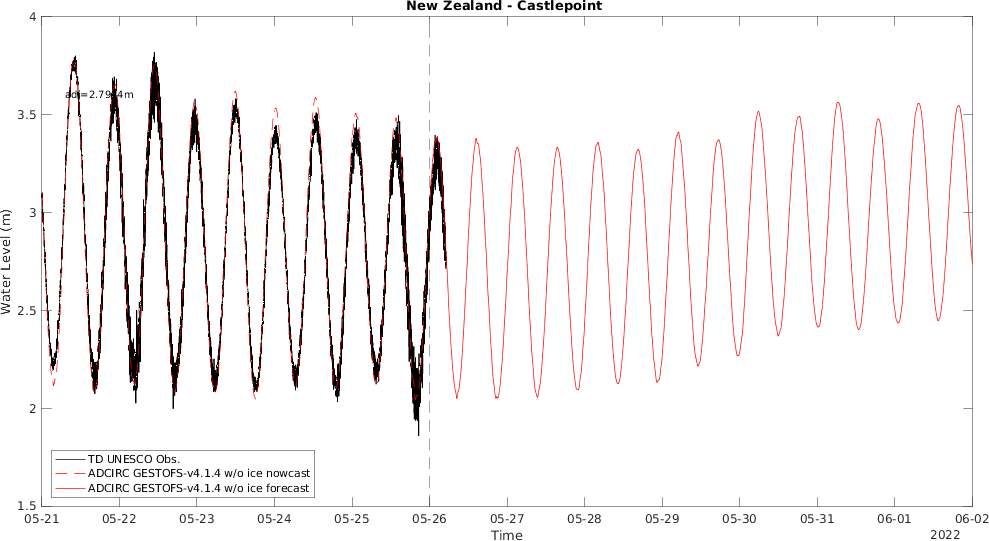 New Zealand - Castlepoint
Water Level (m)
4
3.5
3
2.5
2
1.5
TD UNESCO Obs.
ADCIRC GESTOFS-v4.1.4 w/o ice nowcast
ADCIRC GESTOFS-v4.1.4 w/o ice forecast
05-21 05-22 05-23 05-24 05-25 05-26 05-27 05-28 05-29 05-30 05-31 06-01 06-02
Time
2022